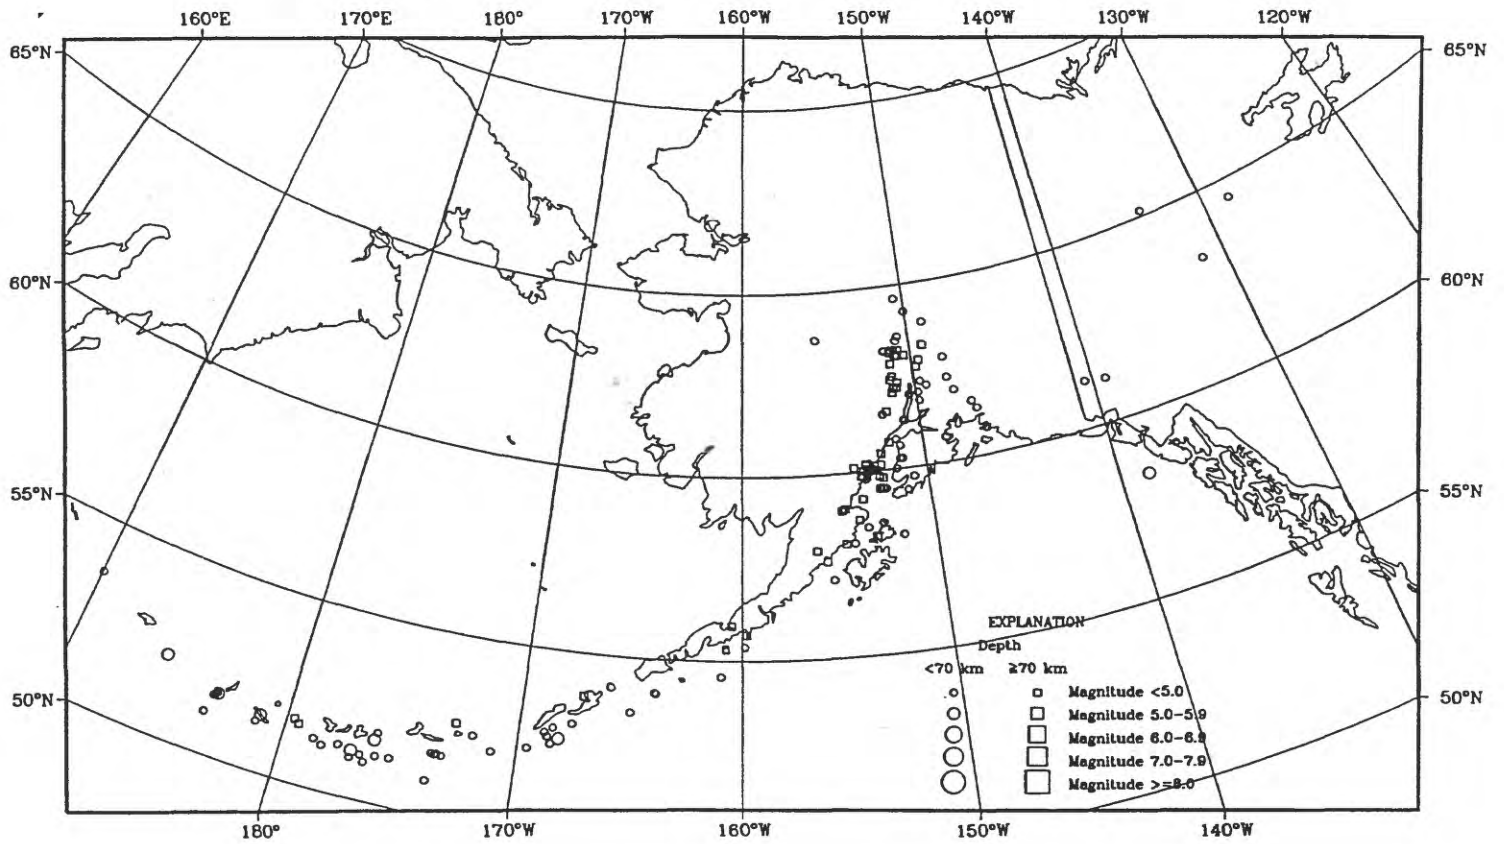 160°E 170°E 180° 170°W 160°W 150°W 140°W 130°W 120°W
65°N 65°N
60°N 60°N
55°N 55°N
50°N 50°N
EXPLANATION
Depth
<70 km ≥70 km
Magnitude <5.0
Magnitude 5.0-5.9
Magnitude 6.0-6.9
Magnitude 7.0-7.9
Magnitude >=8.0
180° 170°W 160°W 150°W 140°W